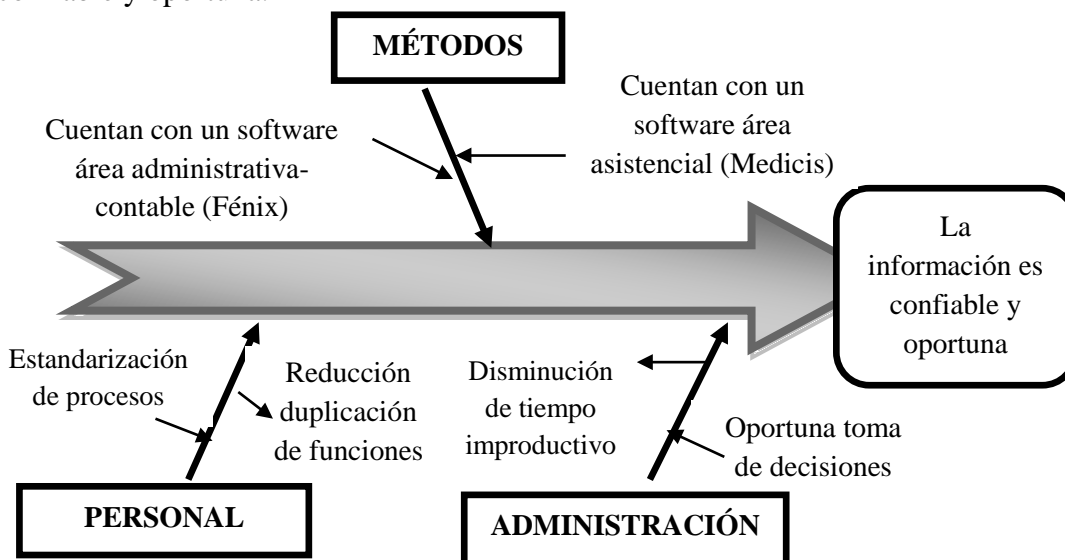 y oportuna.
MÉTODOS
Cuentan con un software
área administrativa-
contable (Fénix)
Cuentan con un
software área
asistencial (Medicis)
La
información es
confiable y
oportuna
Estandarización
de procesos
Reducción
duplicación
de funciones
Disminución
de tiempo
improductivo
Oportuna toma
de decisiones
PERSONAL
ADMINISTRACIÓN